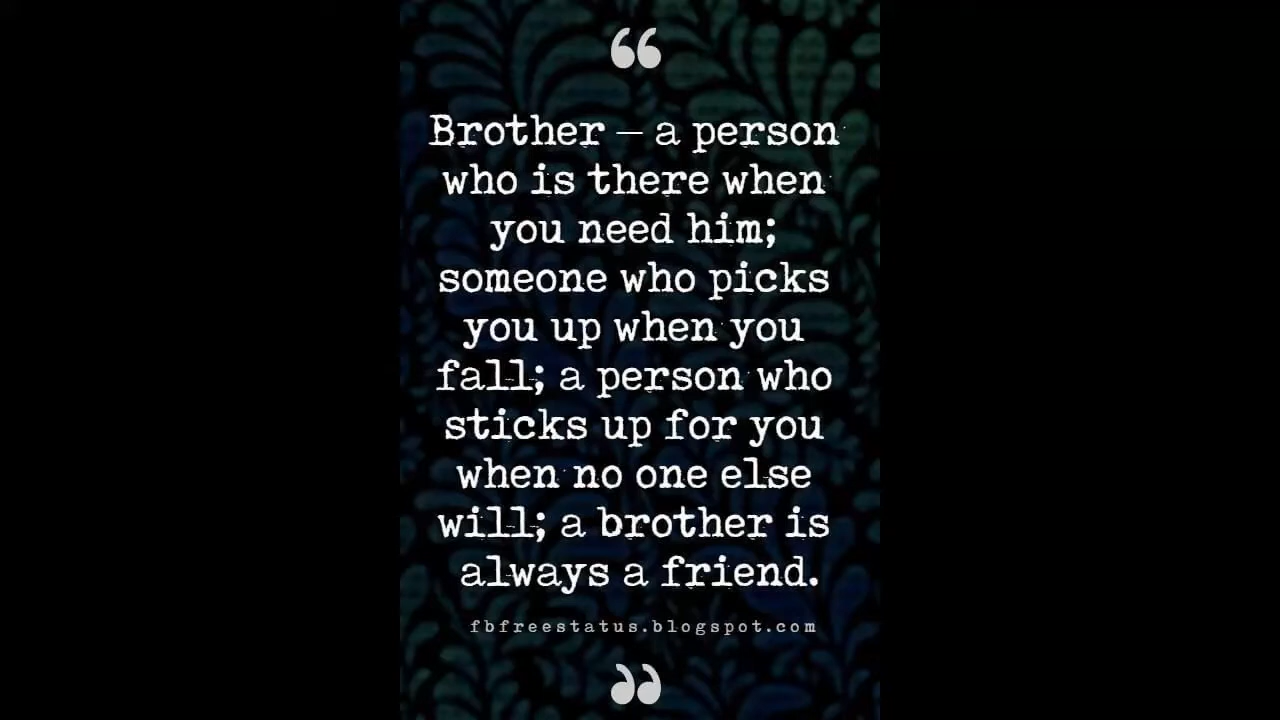 “
Brother – a person
who is there when
you need him;
someone who picks
you up when you
fall; a person who
sticks up for you
when no one else
will; a brother is
always a friend.
fbfreestatus.blogspot.com
”